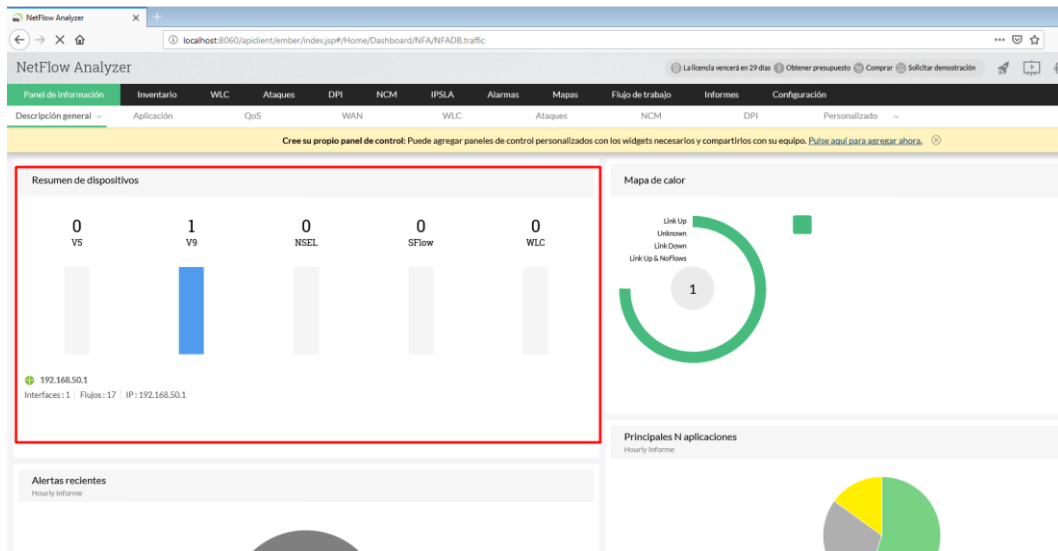 NetFlow Analyzer
localhost:8060/apiclient/ember/index.jsp#/Home/Dashboard/NFA/NFADB.traffic
NetFlow Analyzer
La licencia vencerá en 29 días Obtener presupuesto Comprar Solicitar demostración
Panel de información Inventario WLC Ataques DPI NCM IPSLA Alarmas Mapas Flujo de trabajo Informes Configuración
Descripción general Aplicación QoS WAN WLC Ataques NCM DPI Personalizado
Cree su propio panel de control: Puede agregar paneles de control personalizados con los widgets necesarios y compartirlos con su equipo. Pulse aquí para agregar ahora.
Resumen de dispositivos
0 1 0 0 0
V5 V9 NSEL SFlow WLC
192.168.50.1
Interfaces : 1 | Flujos : 17 | IP : 192.168.50.1
Mapa de calor
Link Up
Unknown
Link Down
Link Up & NoFlows
1
Principales N aplicaciones
Hourly Informe
Alertas recientes
Hourly Informe